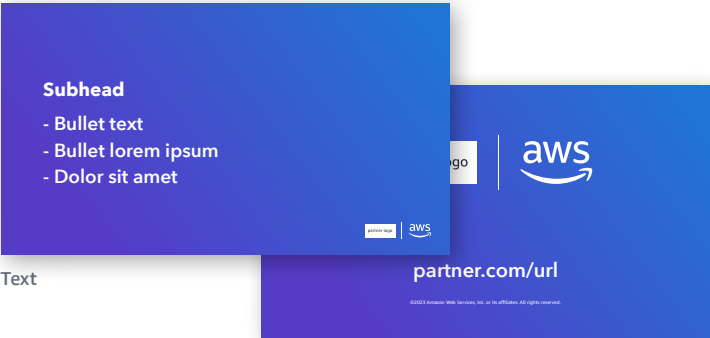 Subhead
- Bullet text
- Bullet lorem ipsum
- Dolor sit amet
partner logo
aws
Text
aws
partner.com/url
©2023 Amazon Web Services, Inc. or its affiliates. All rights reserved.